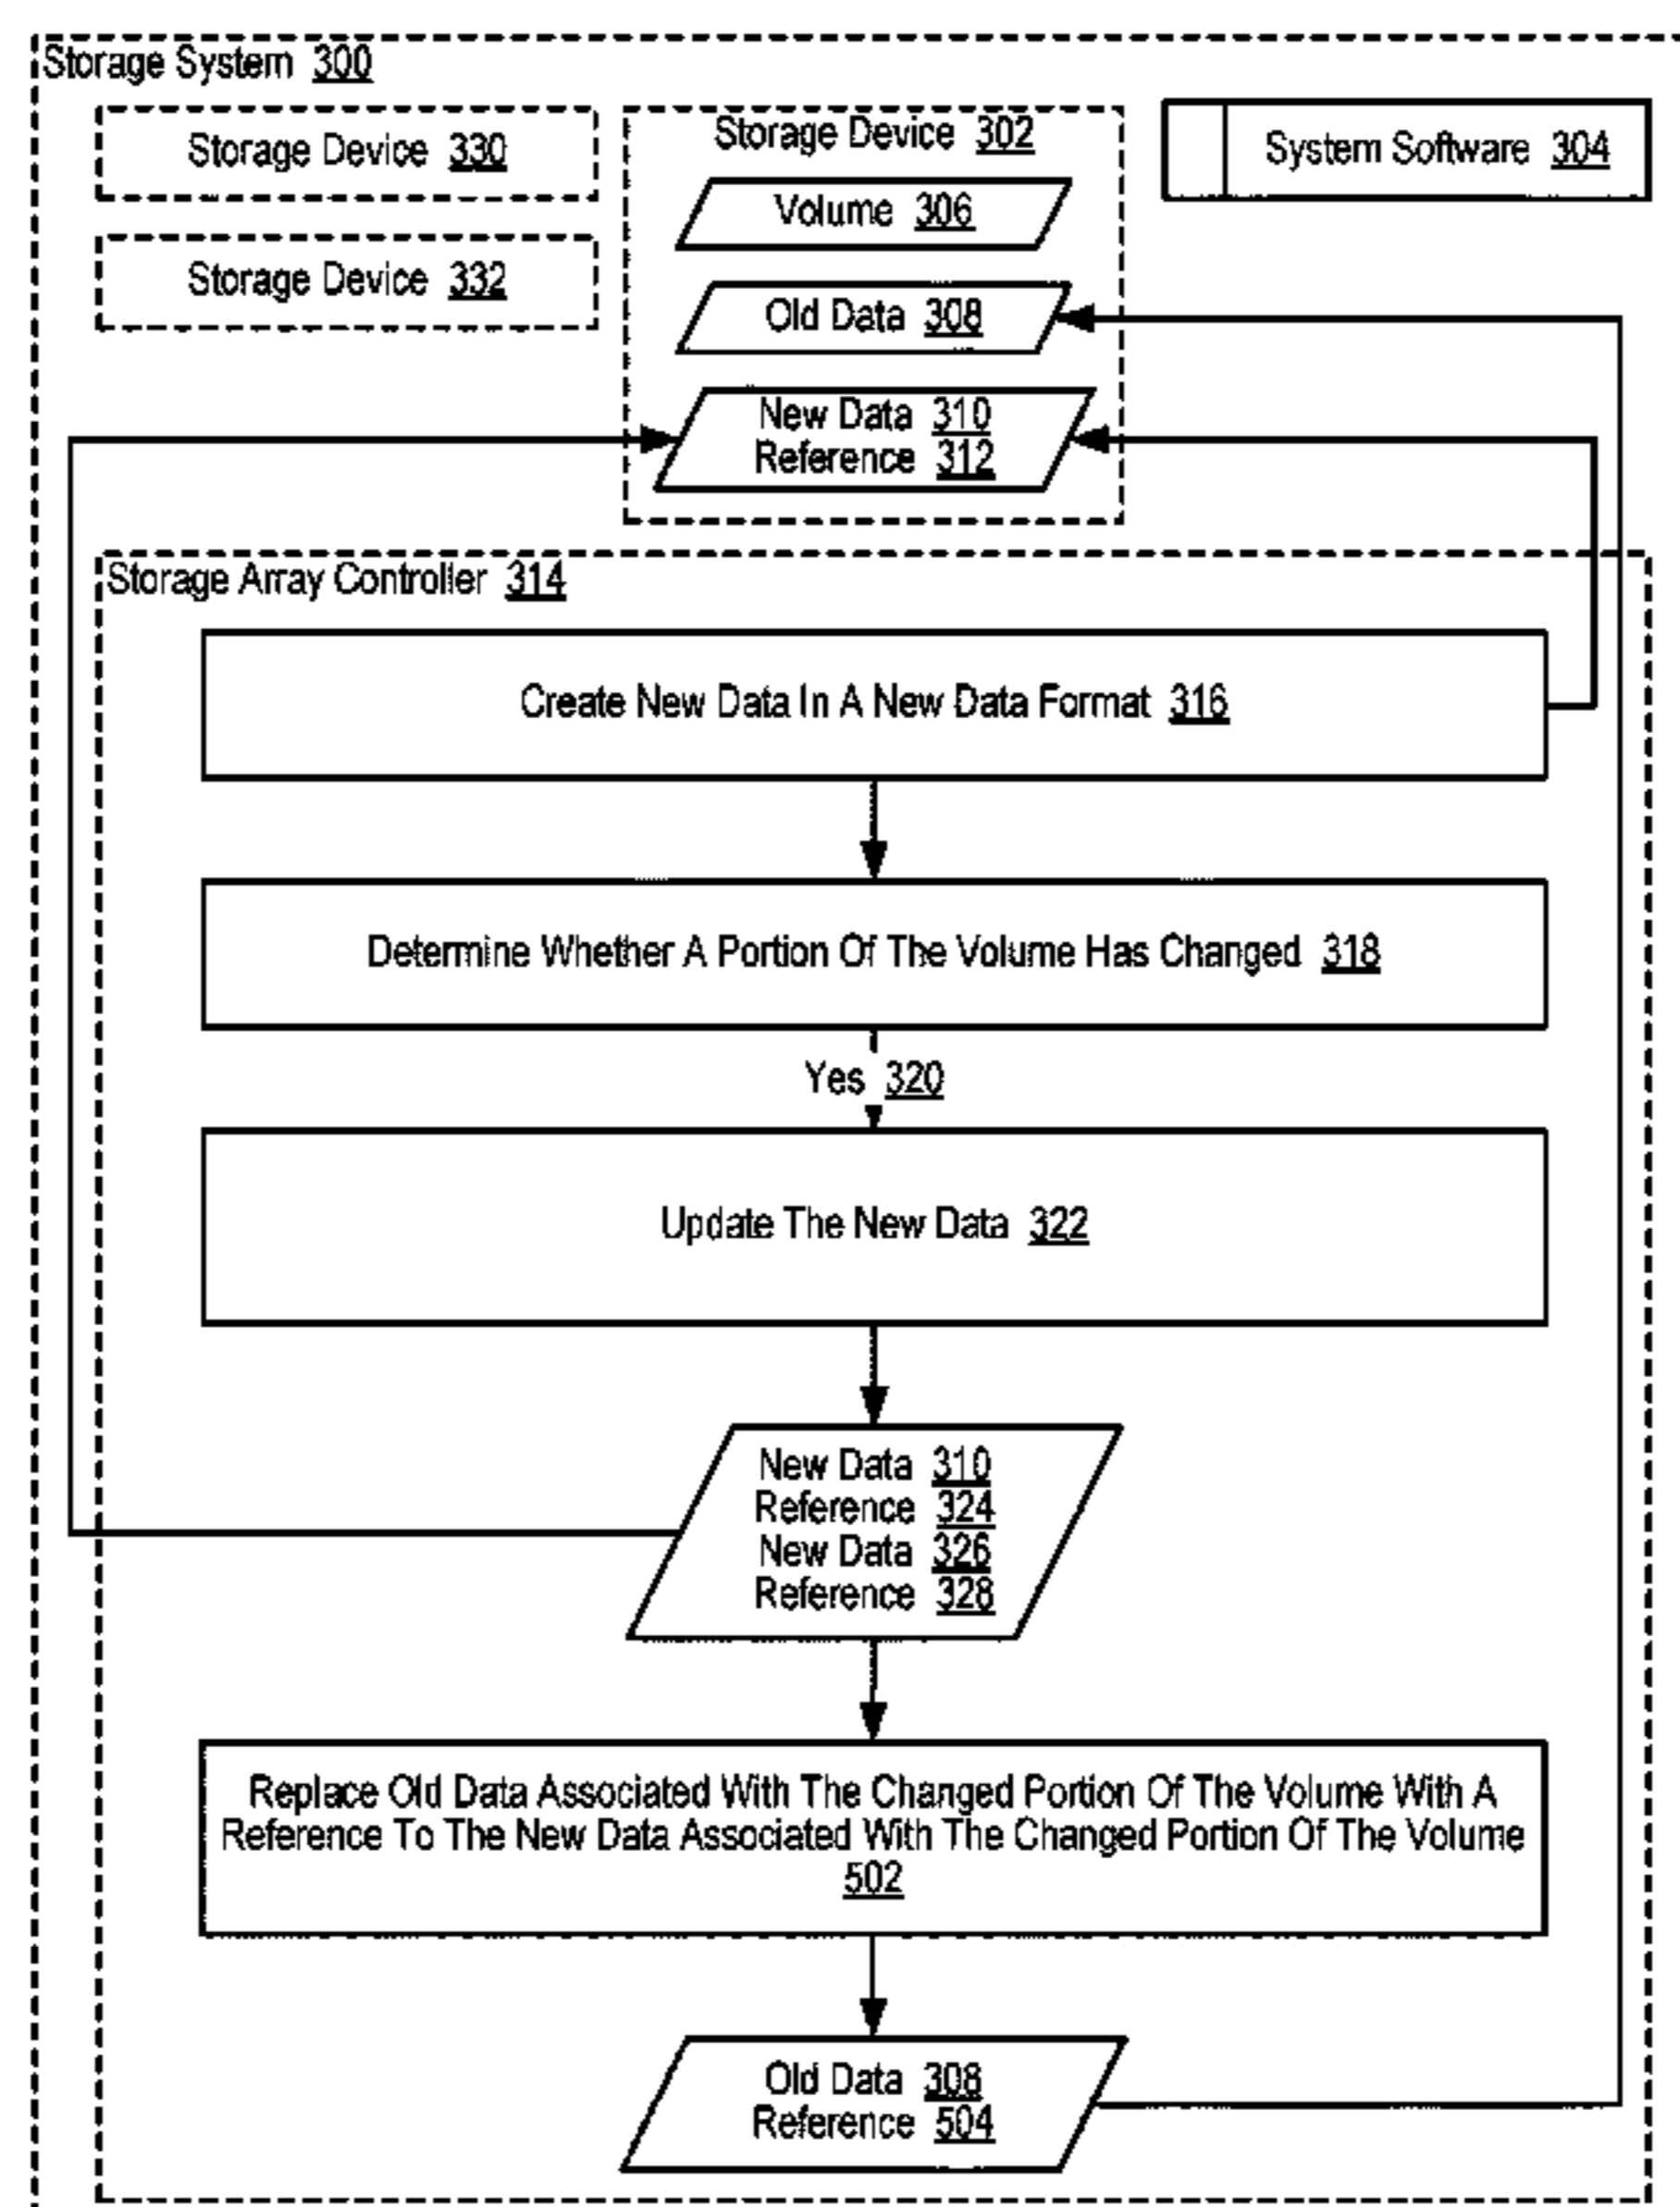 Storage System 300
Storage Device 330
Storage Device 332
Storage Device 302
Volume 306
Old Data 308
New Data 310
Reference 312
System Software 304
Storage Array Controller 314
Create New Data In A New Data Format 316
Determine Whether A Portion Of The Volume Has Changed 318
Yes 320
Update The New Data 322
New Data 310
Reference 324
New Data 326
Reference 328
Replace Old Data Associated With The Changed Portion Of The Volume With A
Reference To The New Data Associated With The Changed Portion Of The Volume
502
Old Data 308
Reference 504